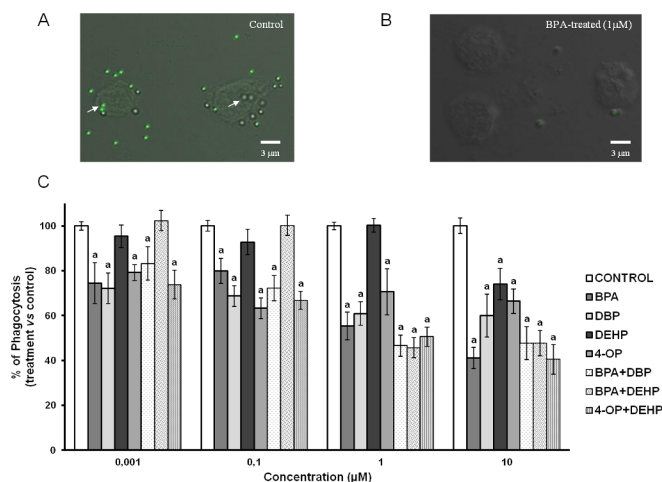 A
Control
3 µm
B
BPA-treated (1µM)
3 µm
C
% of Phagocytosis
(treatment vs control)
100
80
60
40
20
0
a a a a a
a a a a a
a a a a a a
a a a a a a a
0,001 0,1 1 10
Concentration (µM)
CONTROL
BPA
DBP
DEHP
4-OP
BPA+DBP
BPA+DEHP
4-OP+DEHP